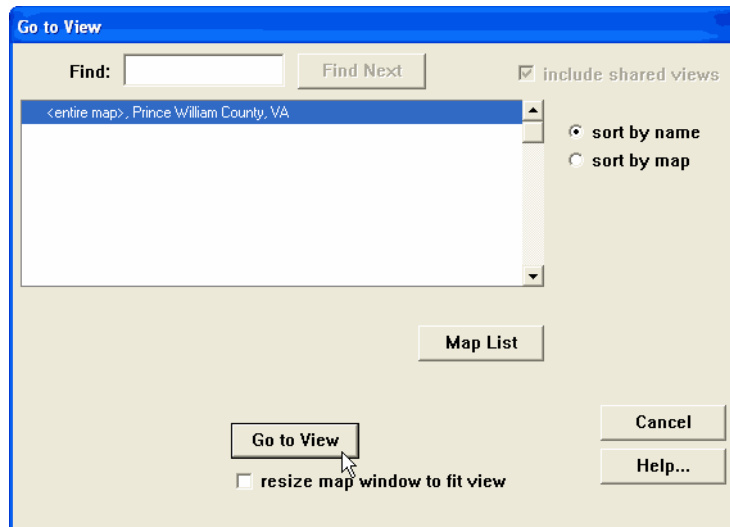 Go to View
Find:
Find Next
include shared views
<entire map>, Prince William County, VA
sort by name
sort by map
Map List
Go to View
Cancel
Help...
resize map window to fit view